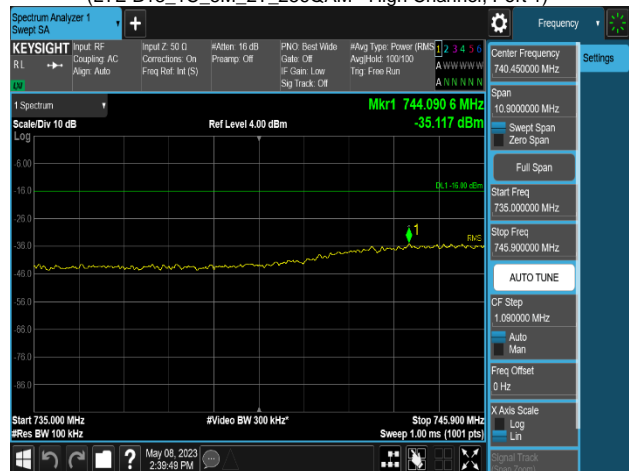 Spectrum Analyzer 1
Swept SA
+
Frequency
KEYSIGHT
RL
Input: RF
Coupling: AC
Align: Auto
Input Z: 50 Ω
Corrections: On
Freq Ref: Int (S)
#Atten: 16 dB
Preamp: Off
PNO: Best Wide
Gate: Off
IF Gain: Low
Sig Track: Off
#Avg Type: Power (RMS
Avg|Hold: 100/100
Trig: Free Run
1 2 3 4 5 6
A W W W W W
A N N N N N
LVI
1 Spectrum
Scale/Div 10 dB
Log
Ref Level 4.00 dBm
Mkr1 744.090 6 MHz
-35.117 dBm
-6.00
-16.0
-26.0
-36.0
-46.0
-56.0
-66.0
-76.0
-86.0
DL1 -16.00 dBm
1
RMS
Start 735.000 MHz
#Res BW 100 kHz
#Video BW 300 kHz*
Stop 745.900 MHz
Sweep 1.00 ms (1001 pts)
Center Frequency
740.450000 MHz
Settings
Span
10.9000000 MHz
Swept Span
Zero Span
Full Span
Start Freq
735.000000 MHz
Stop Freq
745.900000 MHz
AUTO TUNE
CF Step
1.090000 MHz
Auto
Man
Freq Offset
0 Hz
X Axis Scale
Log
Lin
Signal Track
(Span Zoom)
?
May 08, 2023
2:39:49 PM